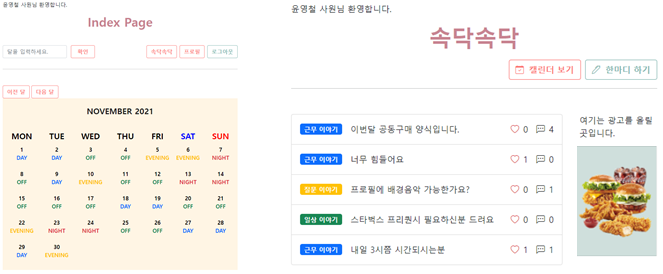 윤영철 사원님 환영합니다.
Index Page
달을 입력하세요.
확인
속닥속닥
프로필
로그아웃
이전 달
다음 달
NOVEMBER 2021
MON TUE WED THU FRI SAT SUN
1 2 3 4 5 6 7
DAY DAY OFF OFF EVENING EVENING NIGHT
8 9 10 11 12 13 14
OFF DAY EVENING OFF OFF NIGHT NIGHT
15 16 17 18 19 20 21
OFF OFF OFF DAY DAY OFF OFF
22 23 24 25 26 27 28
EVENING NIGHT NIGHT OFF OFF DAY DAY
29 30
DAY EVENING
윤영철 사원님 환영합니다.
속닥속닥
캘린더 보기
한마디 하기
근무 이야기 이번달 공동구매 양식입니다. 0 4
근무 이야기 너무 힘들어요 1 0
질문 이야기 프로필에 배경음악 가능한가요? 0 1
일상 이야기 스타벅스 프리퀀시 필요하신분 드려요 0 0
근무 이야기 내일 3시쯤 시간되시는분 1 1
여기는 광고를 올릴
곳입니다.